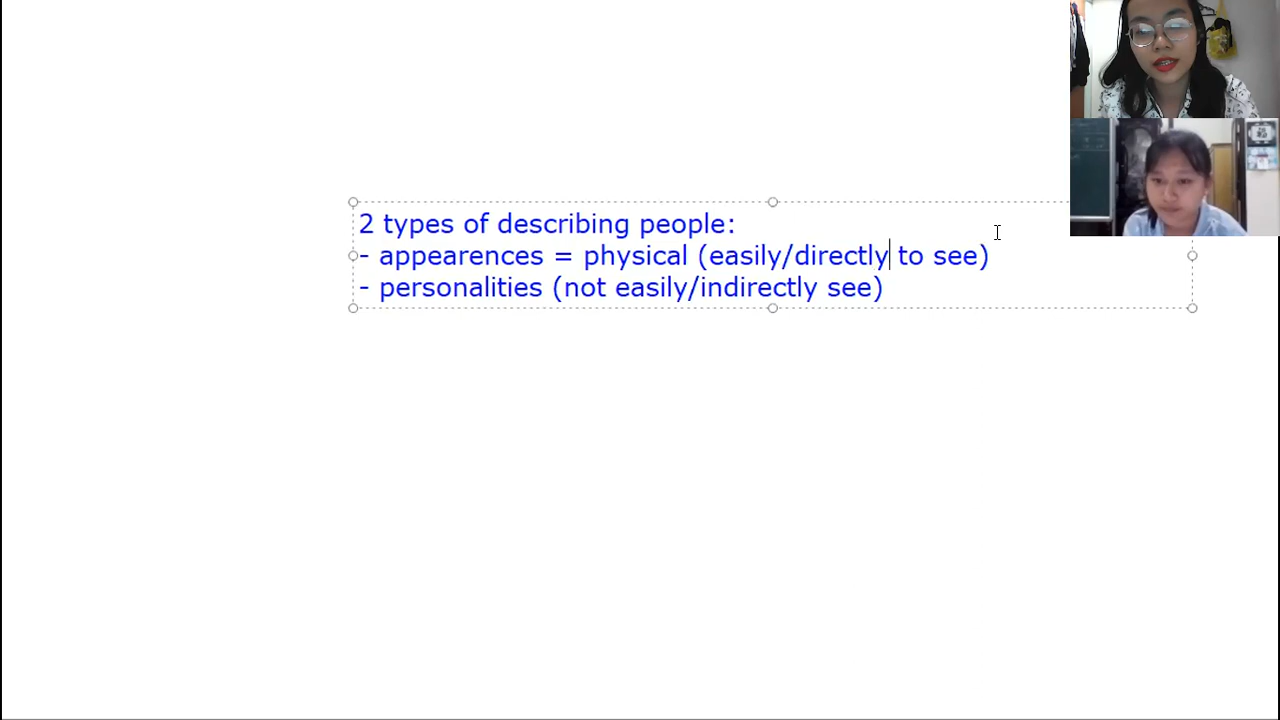 2 types of describing people:
- appearences = physical (easily/directly to see)
- personalities (not easily/indirectly see)